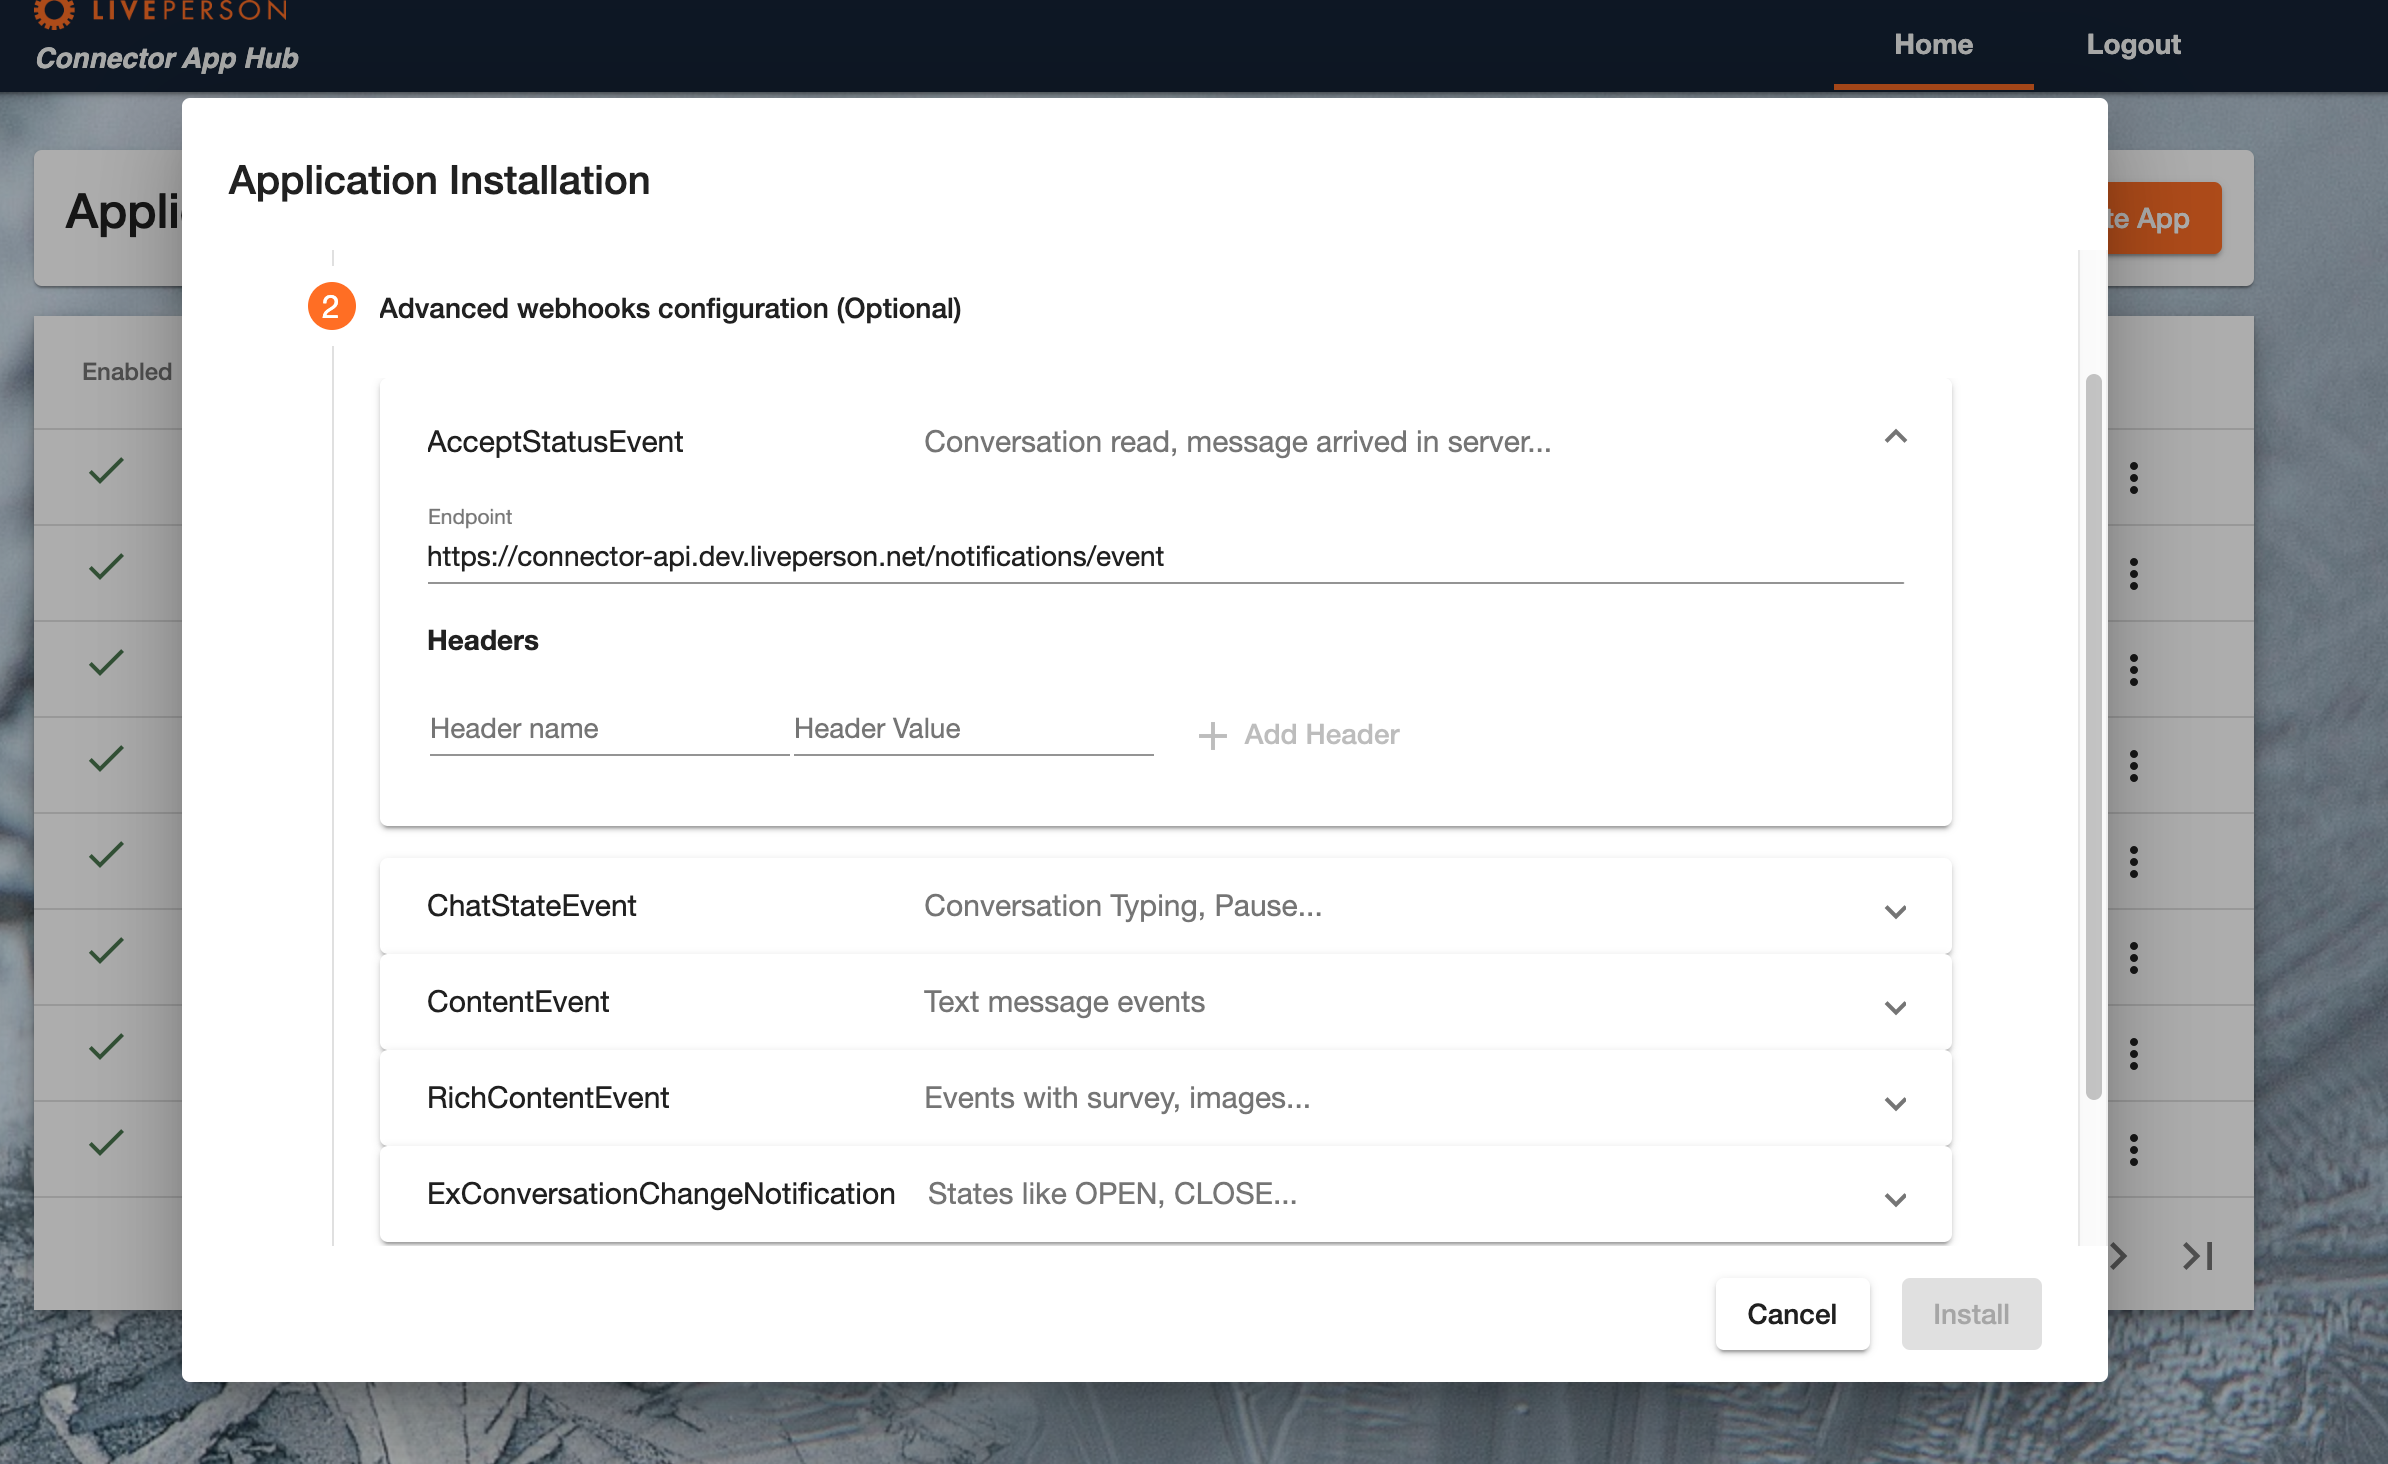 LIVEPERSON
Connector App Hub
Home
Logout
Application Installation
App
Enabled
2
Advanced webhooks configuration (Optional)
AcceptStatusEvent
Conversation read, message arrived in server...
Endpoint
https://connector-api.dev.liveperson.net/notifications/event
Headers
Header name
Header Value
+ Add Header
ChatStateEvent
Conversation Typing, Pause...
ContentEvent
Text message events
RichContentEvent
Events with survey, images...
ExConversationChangeNotification
States like OPEN, CLOSE...
Cancel
Install